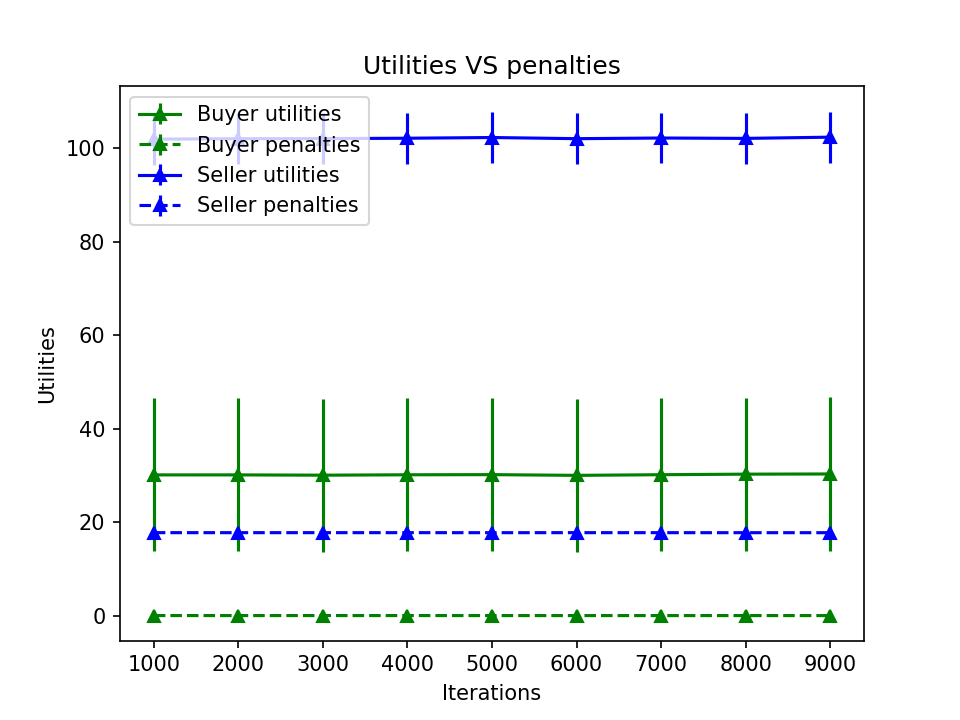 Utilities VS penalties
Buyer utilities
Buyer penalties
Seller utilities
Seller penalties
100
80
60
40
20
0
Utilities
1000 2000 3000 4000 5000 6000 7000 8000 9000
Iterations